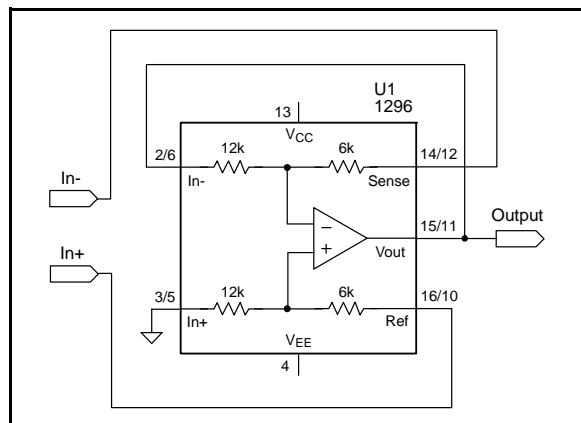 U1
1296
13
VCC
12k
6k
2/6
14/12
In-
Sense
In-
−
Output
15/11
In+
+
Vout
12k
6k
3/5
16/10
In+
Ref
VEE
4